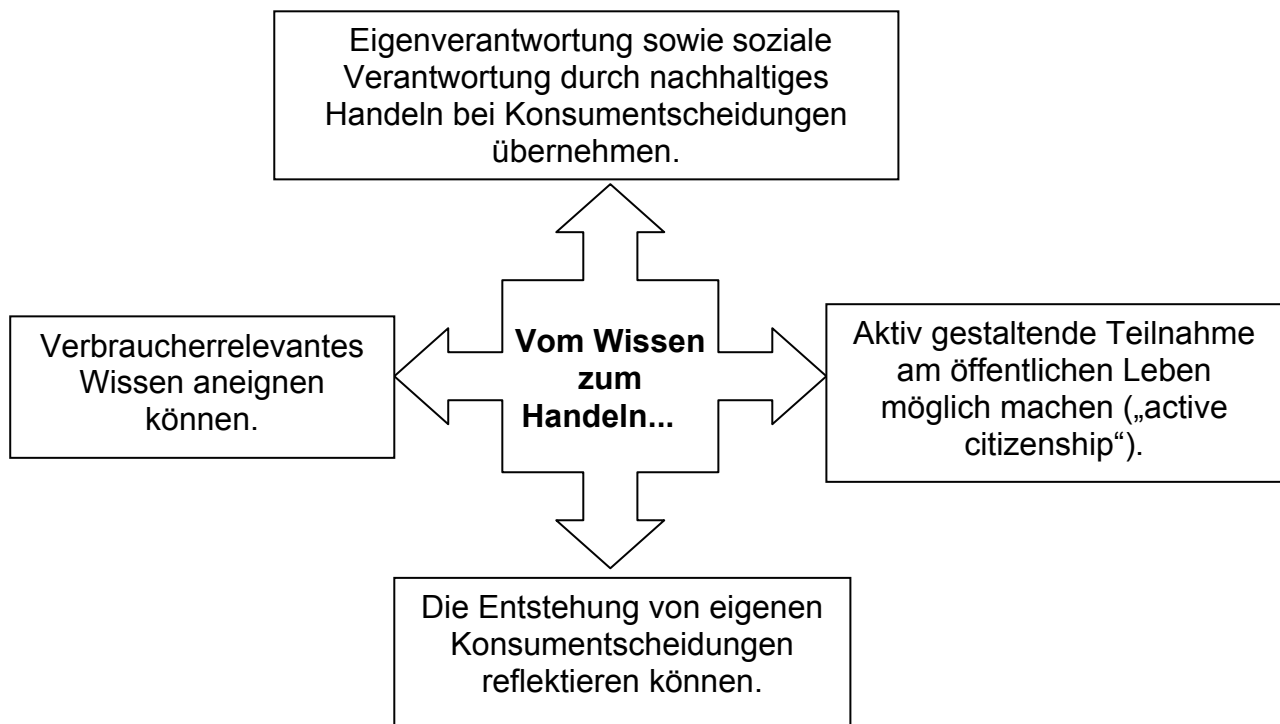 Eigenverantwortung sowie soziale
Verantwortung durch nachhaltiges
Handeln bei Konsumentscheidungen
übernehmen.
Verbraucherrelevantes
Wissen aneignen
können.
Vom Wissen
zum
Handeln...
Aktiv gestaltende Teilnahme
am öffentlichen Leben
möglich machen („active
citizenship“).
Die Entstehung von eigenen
Konsumentscheidungen
reflektieren können.